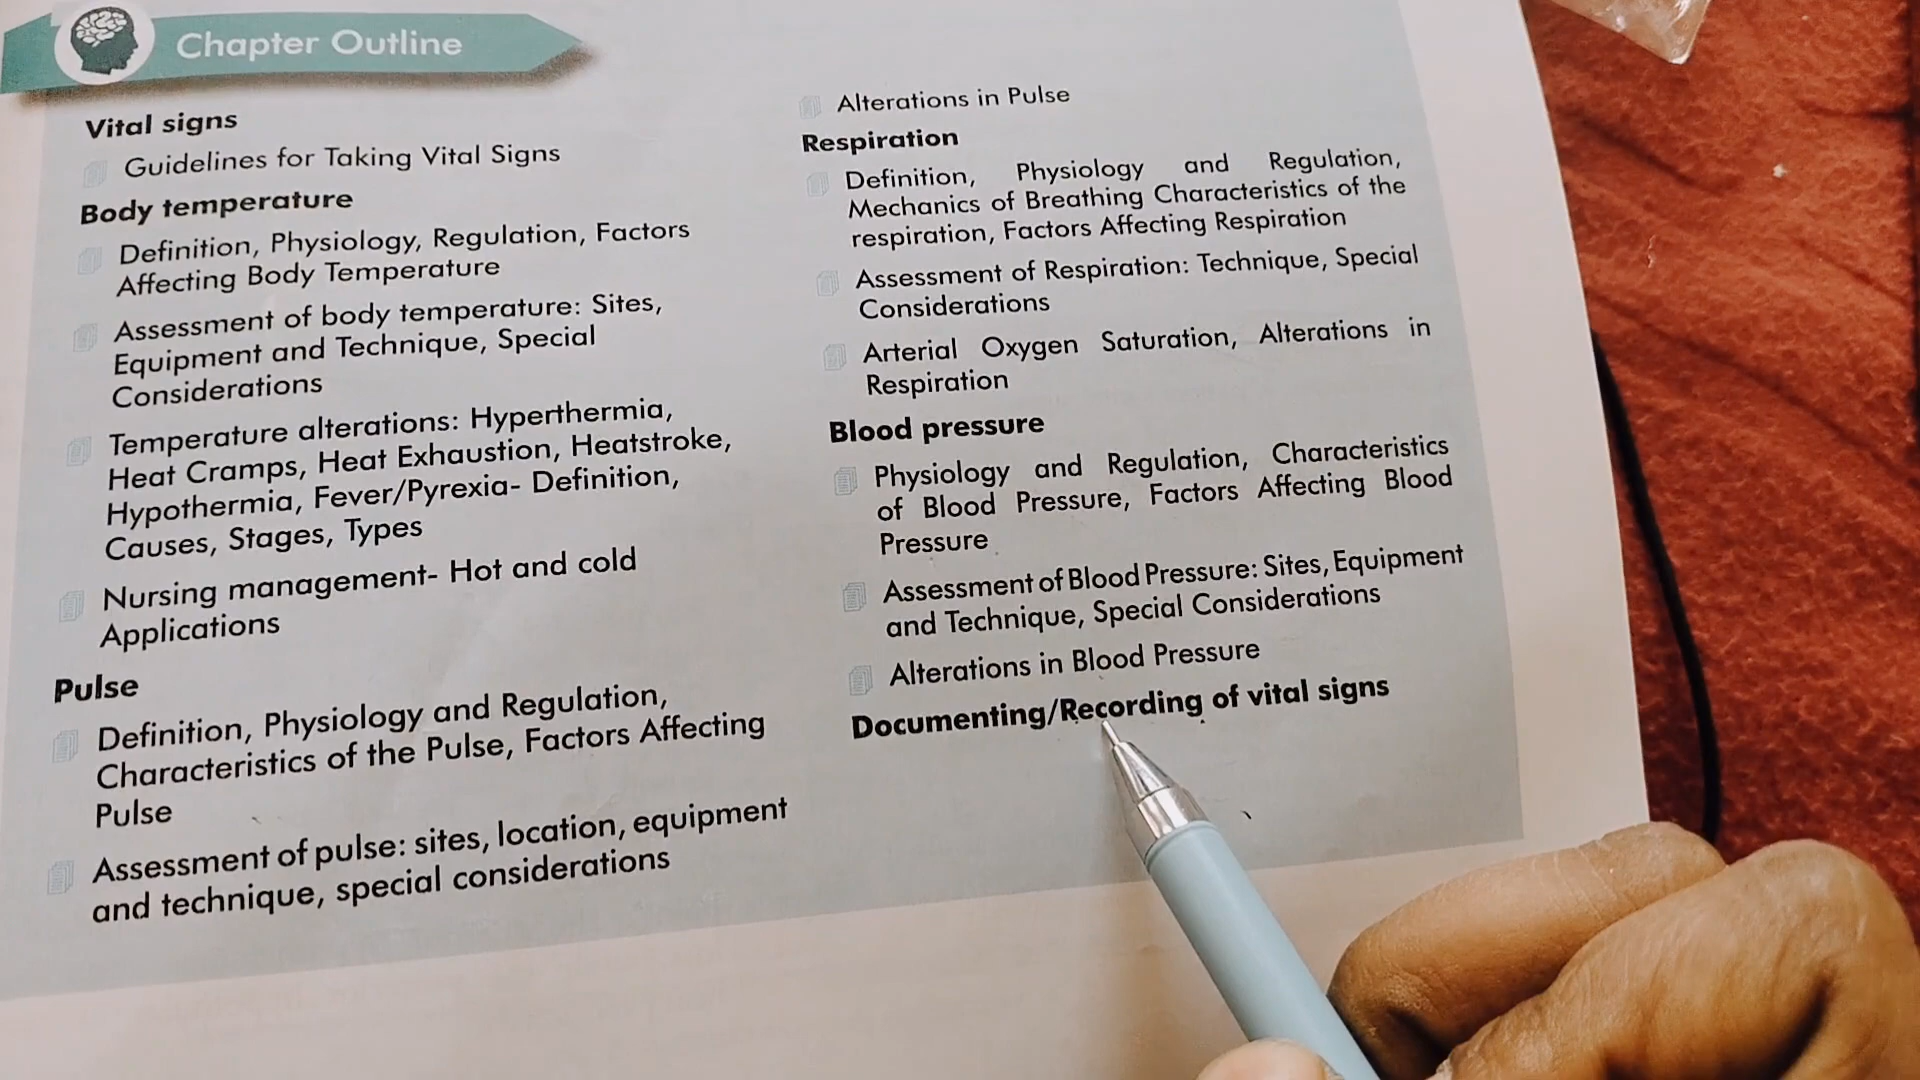 Chapter Outline
Vital signs
Guidelines for Taking Vital Signs
Body temperature
Definition, Physiology, Regulation, Factors
Affecting Body Temperature
Assessment of body temperature: Sites,
Equipment and Technique, Special
Considerations
Temperature alterations: Hyperthermia,
Heat Cramps, Heat Exhaustion, Heatstroke,
Hypothermia, Fever/Pyrexia- Definition,
Causes, Stages, Types
Nursing management- Hot and cold
Applications
Pulse
Definition, Physiology and Regulation,
Characteristics of the Pulse, Factors Affecting
Pulse
Assessment of pulse: sites, location, equipment
and technique, special considerations
Alterations in Pulse
Respiration
Definition, Physiology and Regulation,
Mechanics of Breathing Characteristics of the
respiration, Factors Affecting Respiration
Assessment of Respiration: Technique, Special
Considerations
Arterial Oxygen Saturation, Alterations in
Respiration
Blood pressure
Physiology and Regulation, Characteristics
of Blood Pressure, Factors Affecting Blood
Pressure
Assessment of Blood Pressure: Sites, Equipment
and Technique, Special Considerations
Alterations in Blood Pressure
Documenting/Recording of vital signs